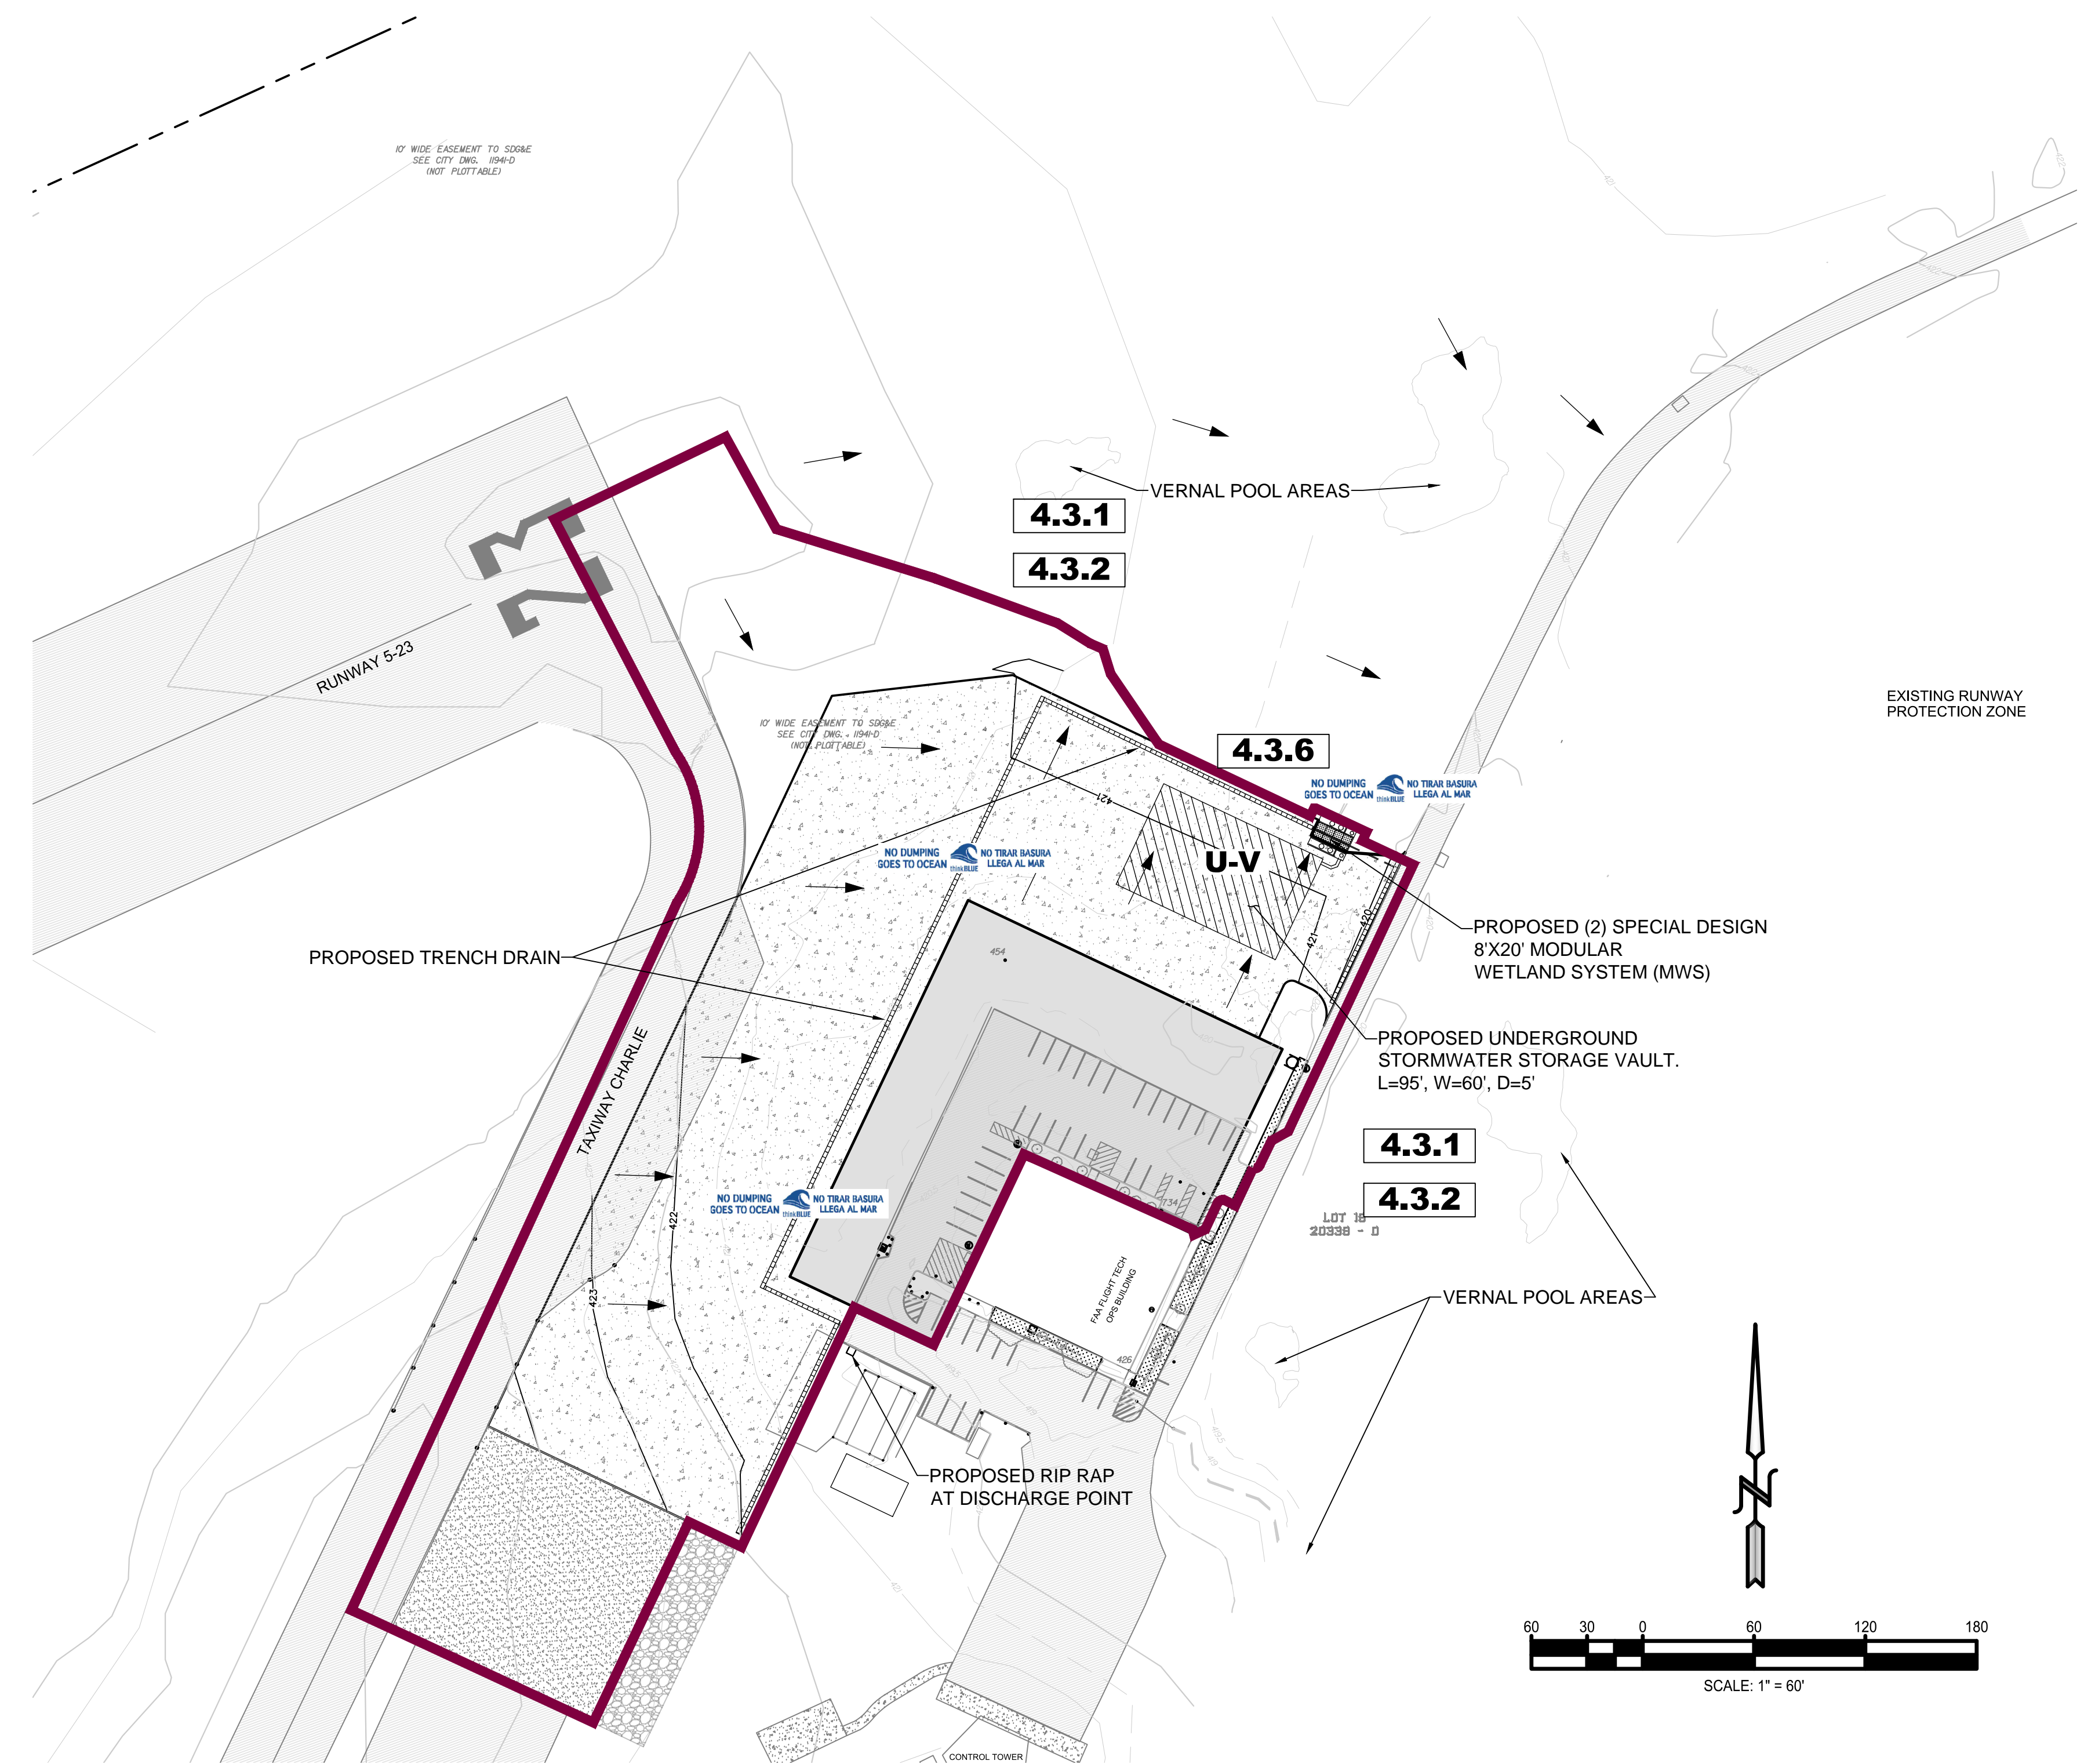 10' WIDE EASEMENT TO SDG&E
SEE CITY DWG. 11941-D
(NOT PLOTTABLE)
VERNAL POOL AREAS
4.3.1
4.3.2
RUNWAY 5-23
EXISTING RUNWAY
PROTECTION ZONE
10' WIDE EASEMENT TO SDG&E
SEE CITY DWG. 11941-D
(NOT PLOTTABLE)
4.3.6
NO DUMPING
GOES TO OCEAN
thinkBLUE
NO TIRAR BASURA
LLEGA AL MAR
421
NO DUMPING
GOES TO OCEAN
thinkBLUE
NO TIRAR BASURA
LLEGA AL MAR
U-V
420
421
PROPOSED (2) SPECIAL DESIGN
8'X20' MODULAR
WETLAND SYSTEM (MWS)
PROPOSED TRENCH DRAIN
454
TAXIWAY CHARLIE
PROPOSED UNDERGROUND
STORMWATER STORAGE VAULT.
L=95', W=60', D=5'
4.3.1
4.3.2
NO DUMPING
GOES TO OCEAN
thinkBLUE
NO TIRAR BASURA
LLEGA AL MAR
734
LOT 18
20338 - D
422
423
FAA FLIGHT TECH
OPS BUILDING
VERNAL POOL AREAS
426
PROPOSED RIP RAP
AT DISCHARGE POINT
N
60 30 0 60 120 180
SCALE: 1" = 60'
CONTROL TOWER